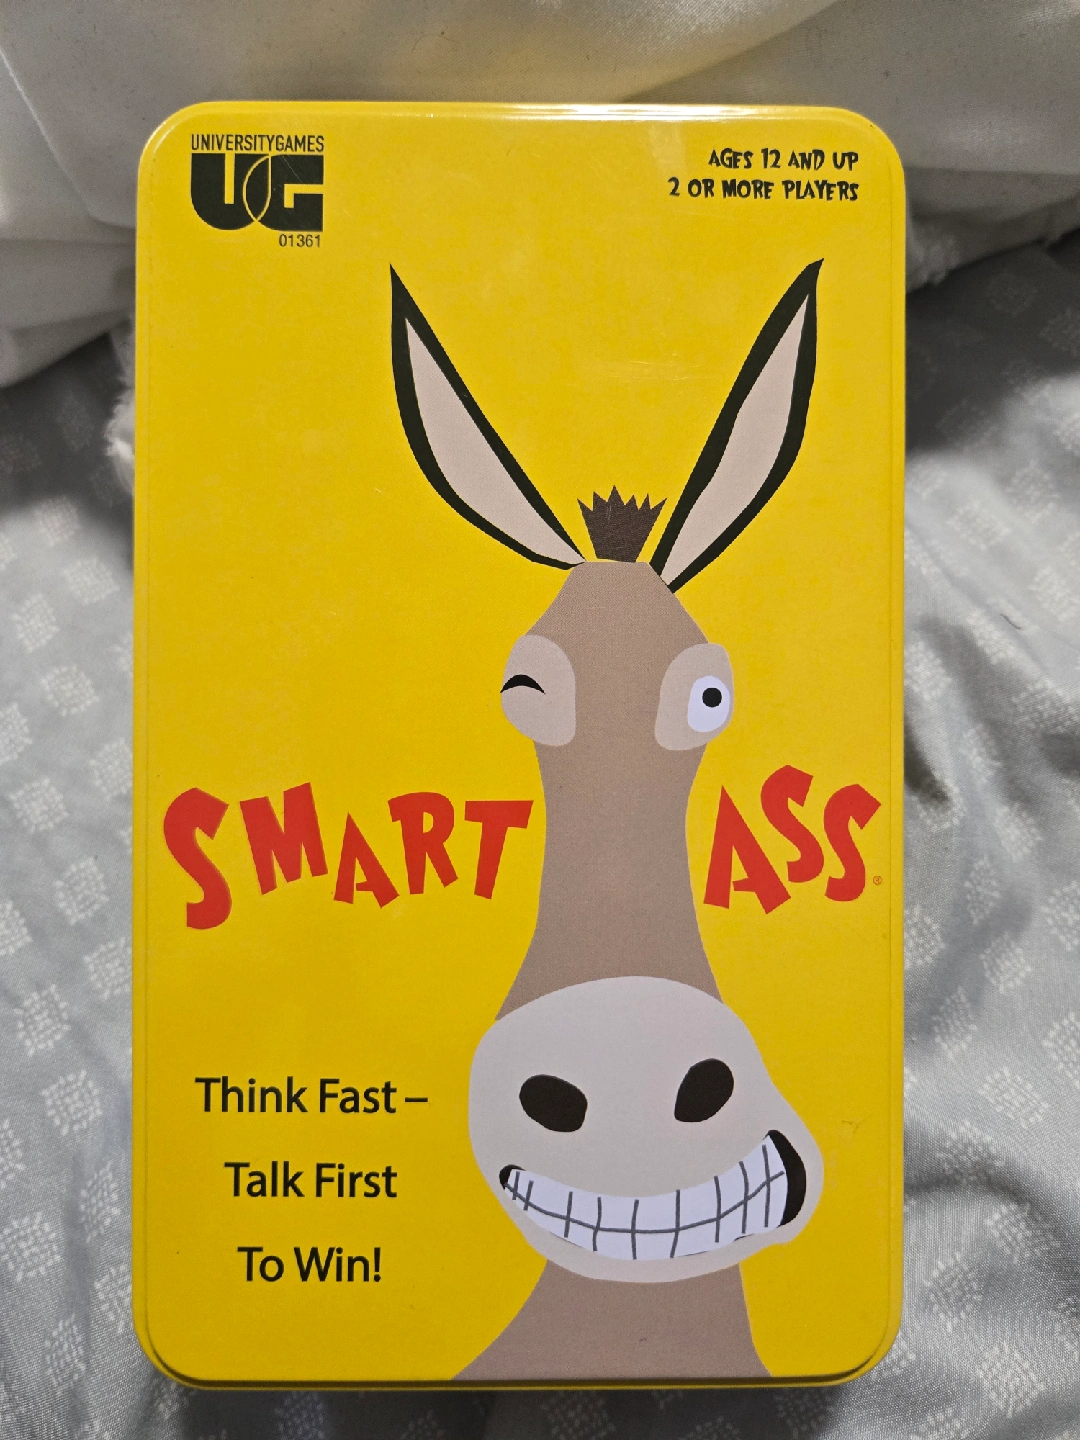 UNIVERSITYGAMES
UG
01361
AGES 12 AND UP
2 OR MORE PLAYERS
SMART ASS®
Think Fast –
Talk First
To Win!